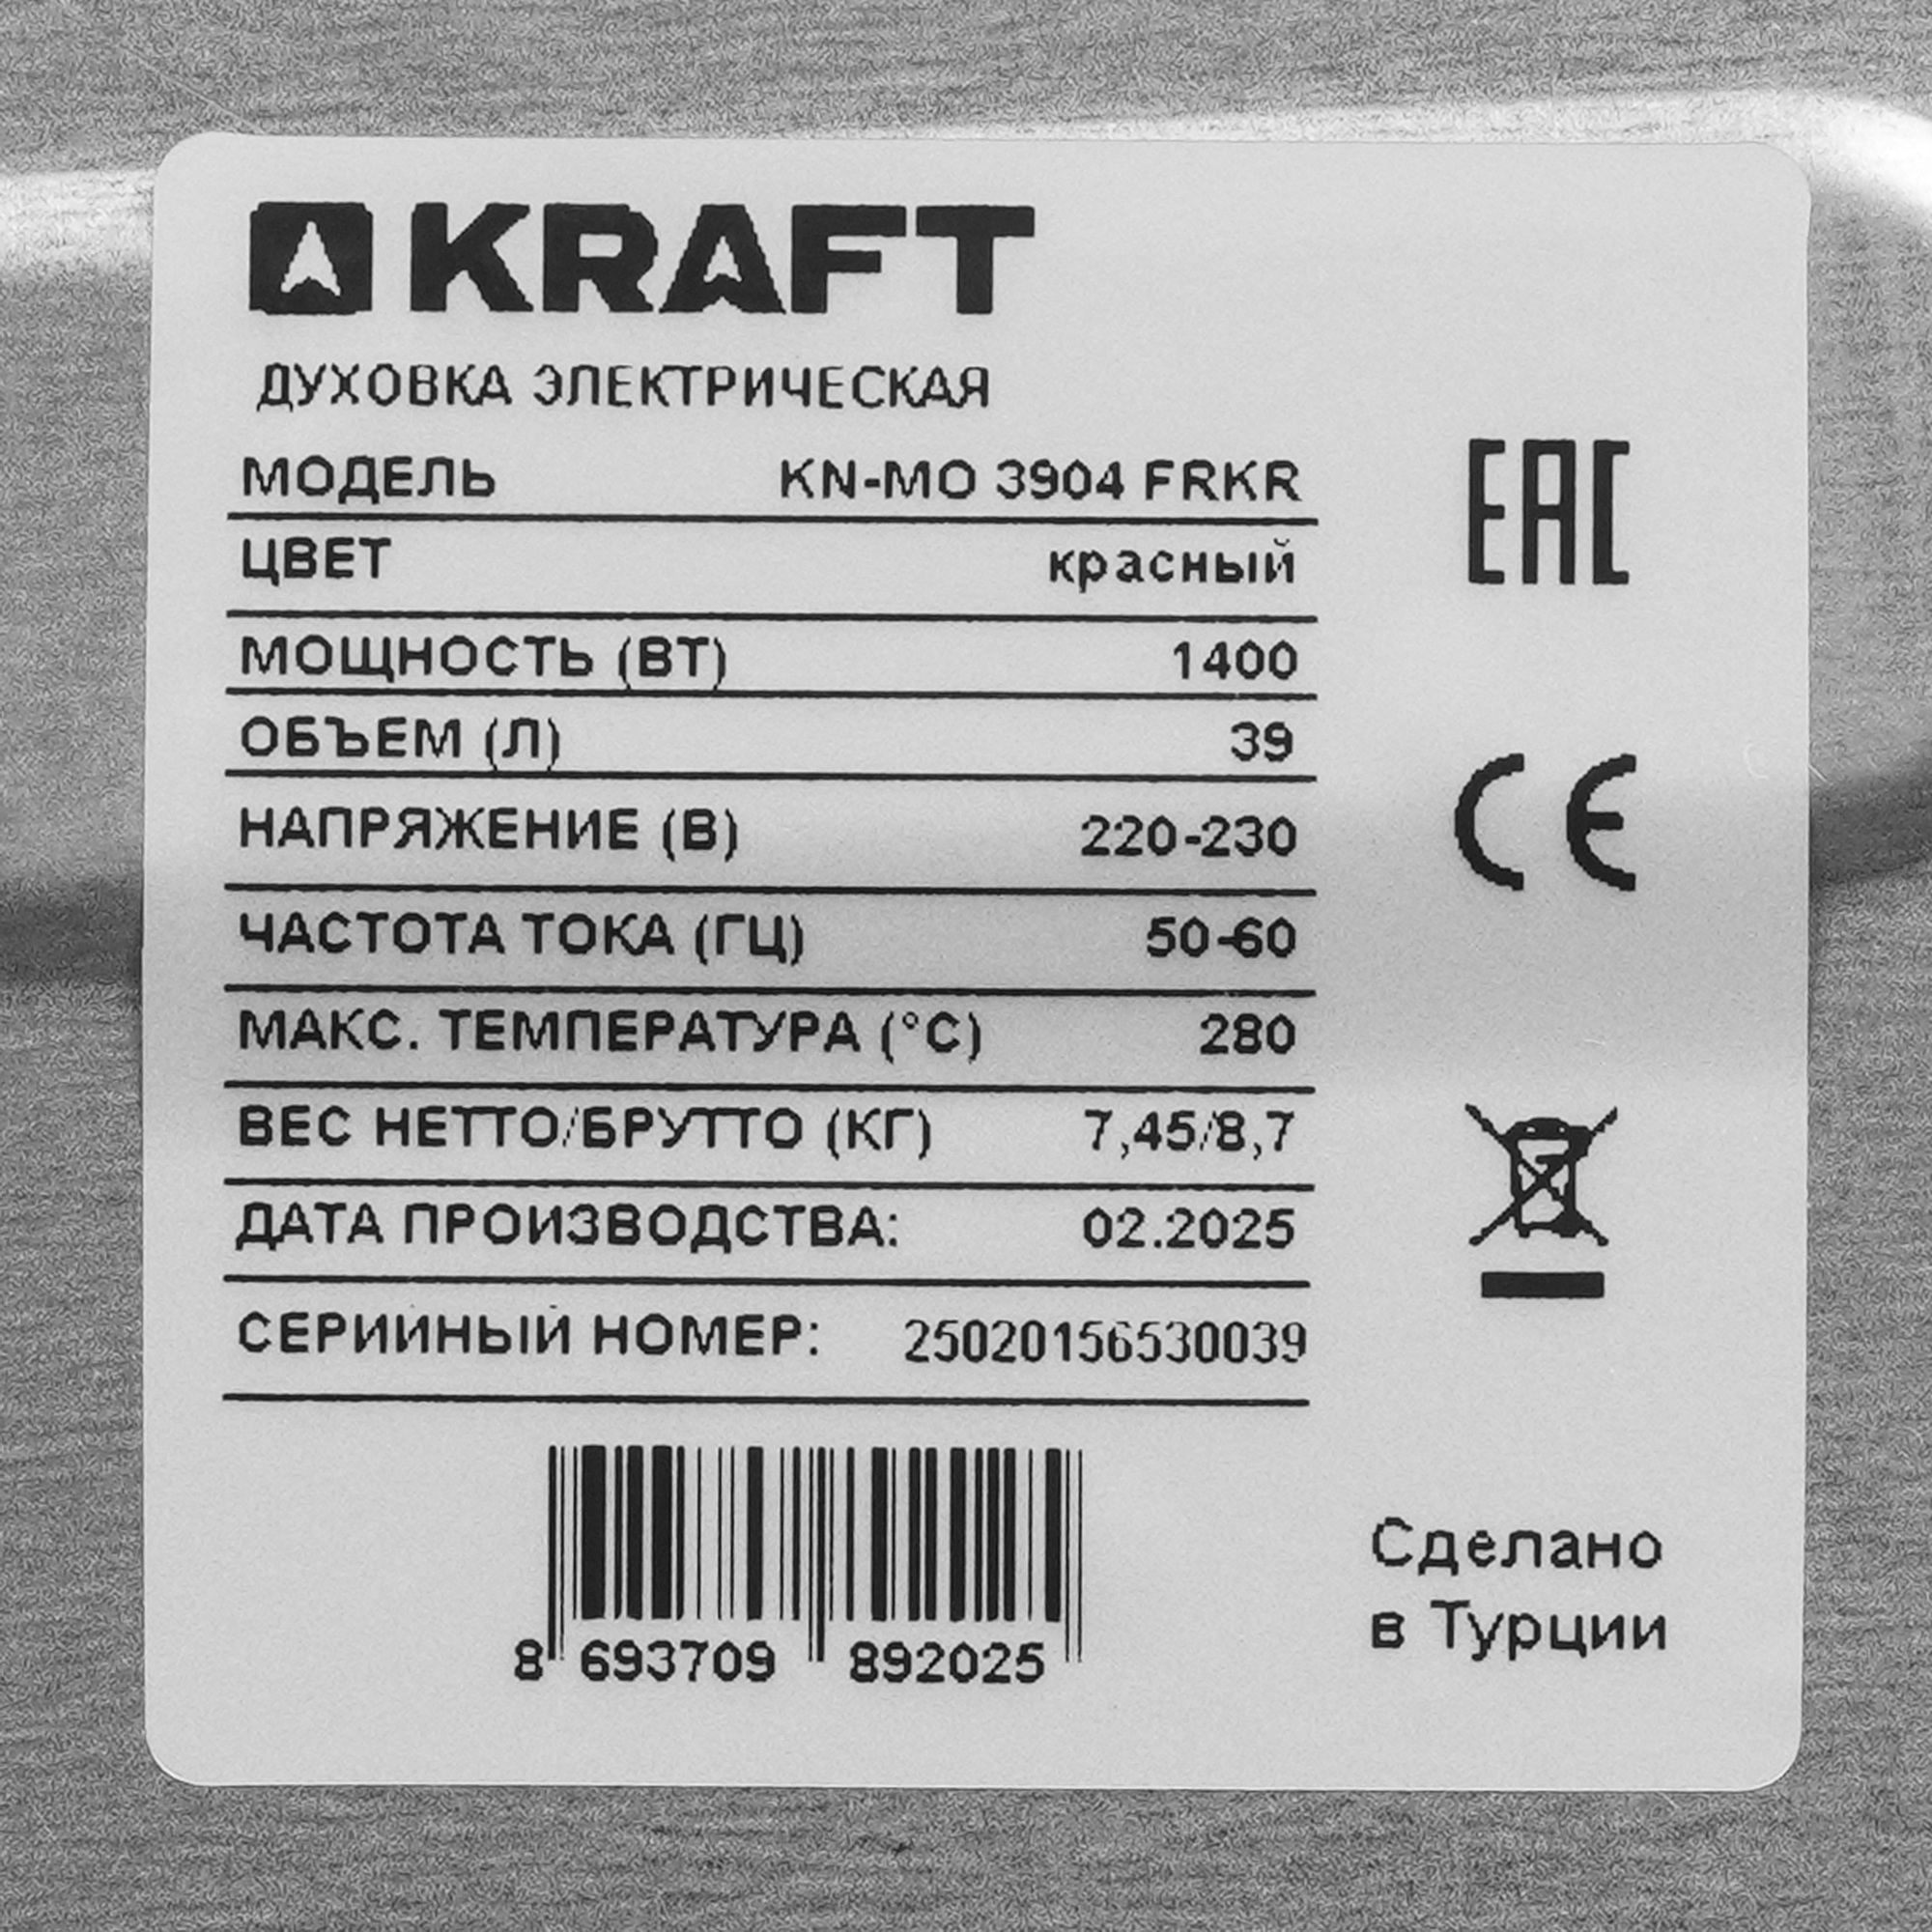 KRAFT
ДУХОВКА ЭЛЕКТРИЧЕСКАЯ
МОДЕЛЬ KN-MO 3904 FRKR
ЦВЕТ красный
МОЩНОСТЬ (ВТ) 1400
ОБЪЕМ (Л) 39
НАПРЯЖЕНИЕ (В) 220-230
ЧАСТОТА ТОКА (ГЦ) 50-60
МАКС. ТЕМПЕРАТУРА (°С) 280
ВЕС НЕТТО/БРУТТО (КГ) 7,45/8,7
ДАТА ПРОИЗВОДСТВА: 02.2025
СЕРИЙНЫЙ НОМЕР: 25020156530039
8 693709 892025
EAC
CE
Сделано
в Турции